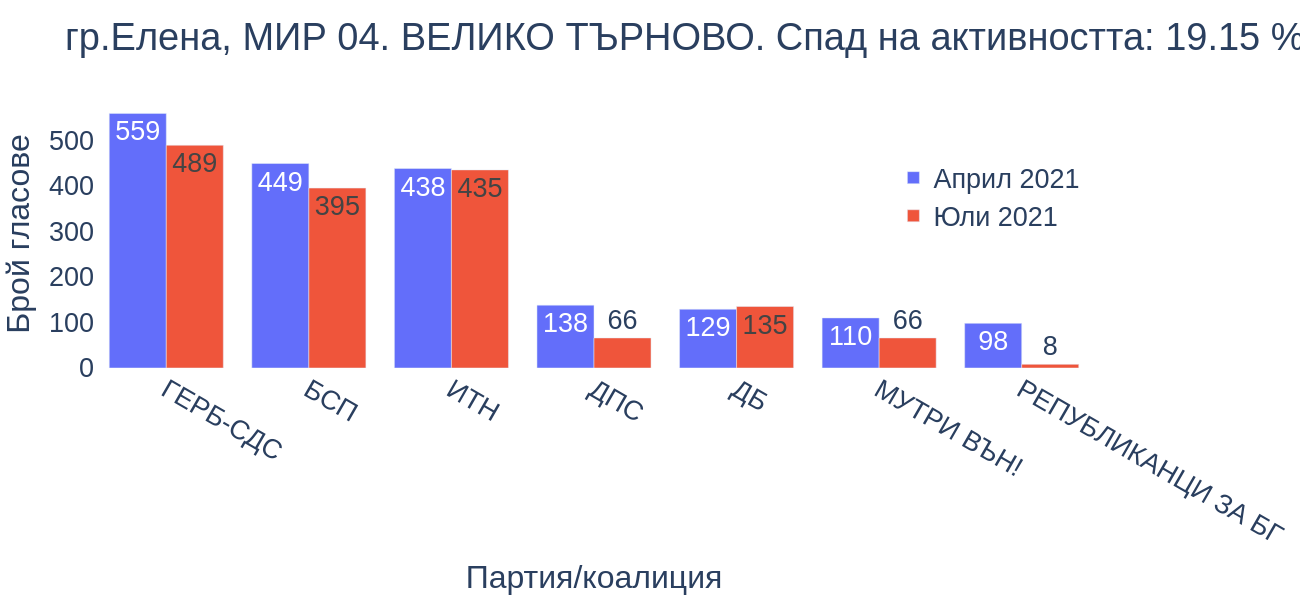 гр.Елена, МИР 04. ВЕЛИКО ТЪРНОВО. Спад на активността: 19.15 %
Брой гласове
500
400
300
200
100
0
559
489
449
395
438
435
138
66
129
135
110
66
98
8
Април 2021
Юли 2021
ГЕРБ-СДС
БСП
ИТН
ДПС
ДБ
МУТРИ ВЪН!
РЕПУБЛИКАНЦИ ЗА БГ
Партия/коалиция